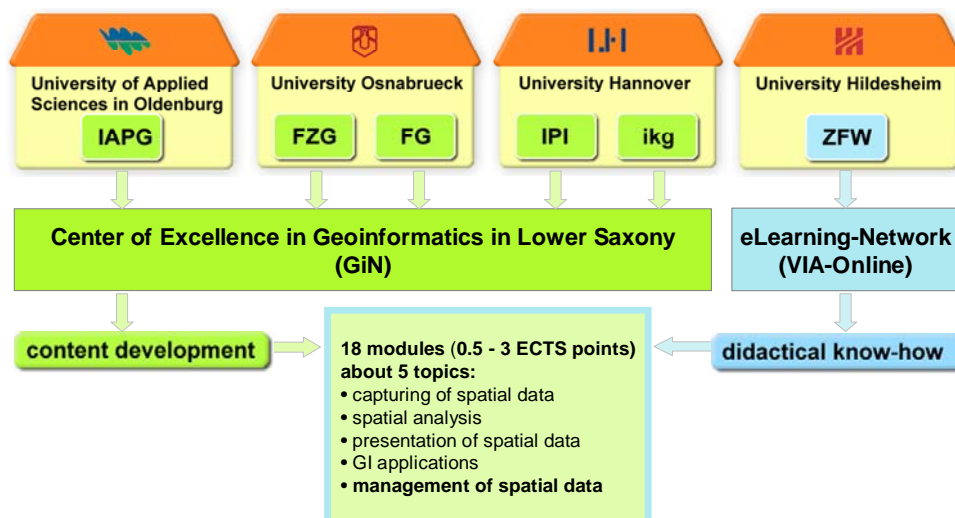 University of Applied
Sciences in Oldenburg
IAPG
University Osnabrueck
FZG
FG
University Hannover
IPI
ikg
University Hildesheim
ZFW
Center of Excellence in Geoinformatics in Lower Saxony
(GiN)
eLearning-Network
(VIA-Online)
content development
18 modules (0.5 - 3 ECTS points)
about 5 topics:
• capturing of spatial data
• spatial analysis
• presentation of spatial data
• GI applications
• management of spatial data
didactical know-how